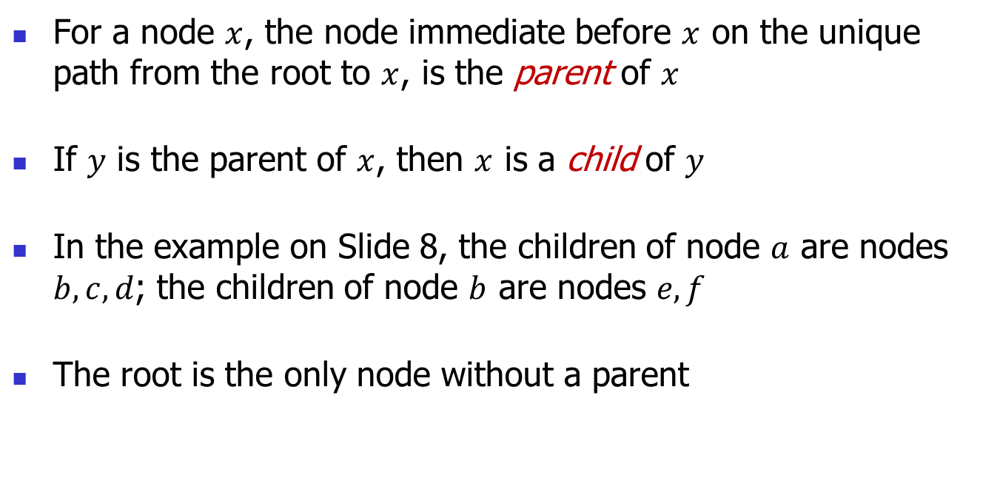 For a node x, the node immediate before x on the unique
path from the root to x, is the parent of x
If y is the parent of x, then x is a child of y
In the example on Slide 8, the children of node a are nodes
b, c, d; the children of node b are nodes e, f
The root is the only node without a parent